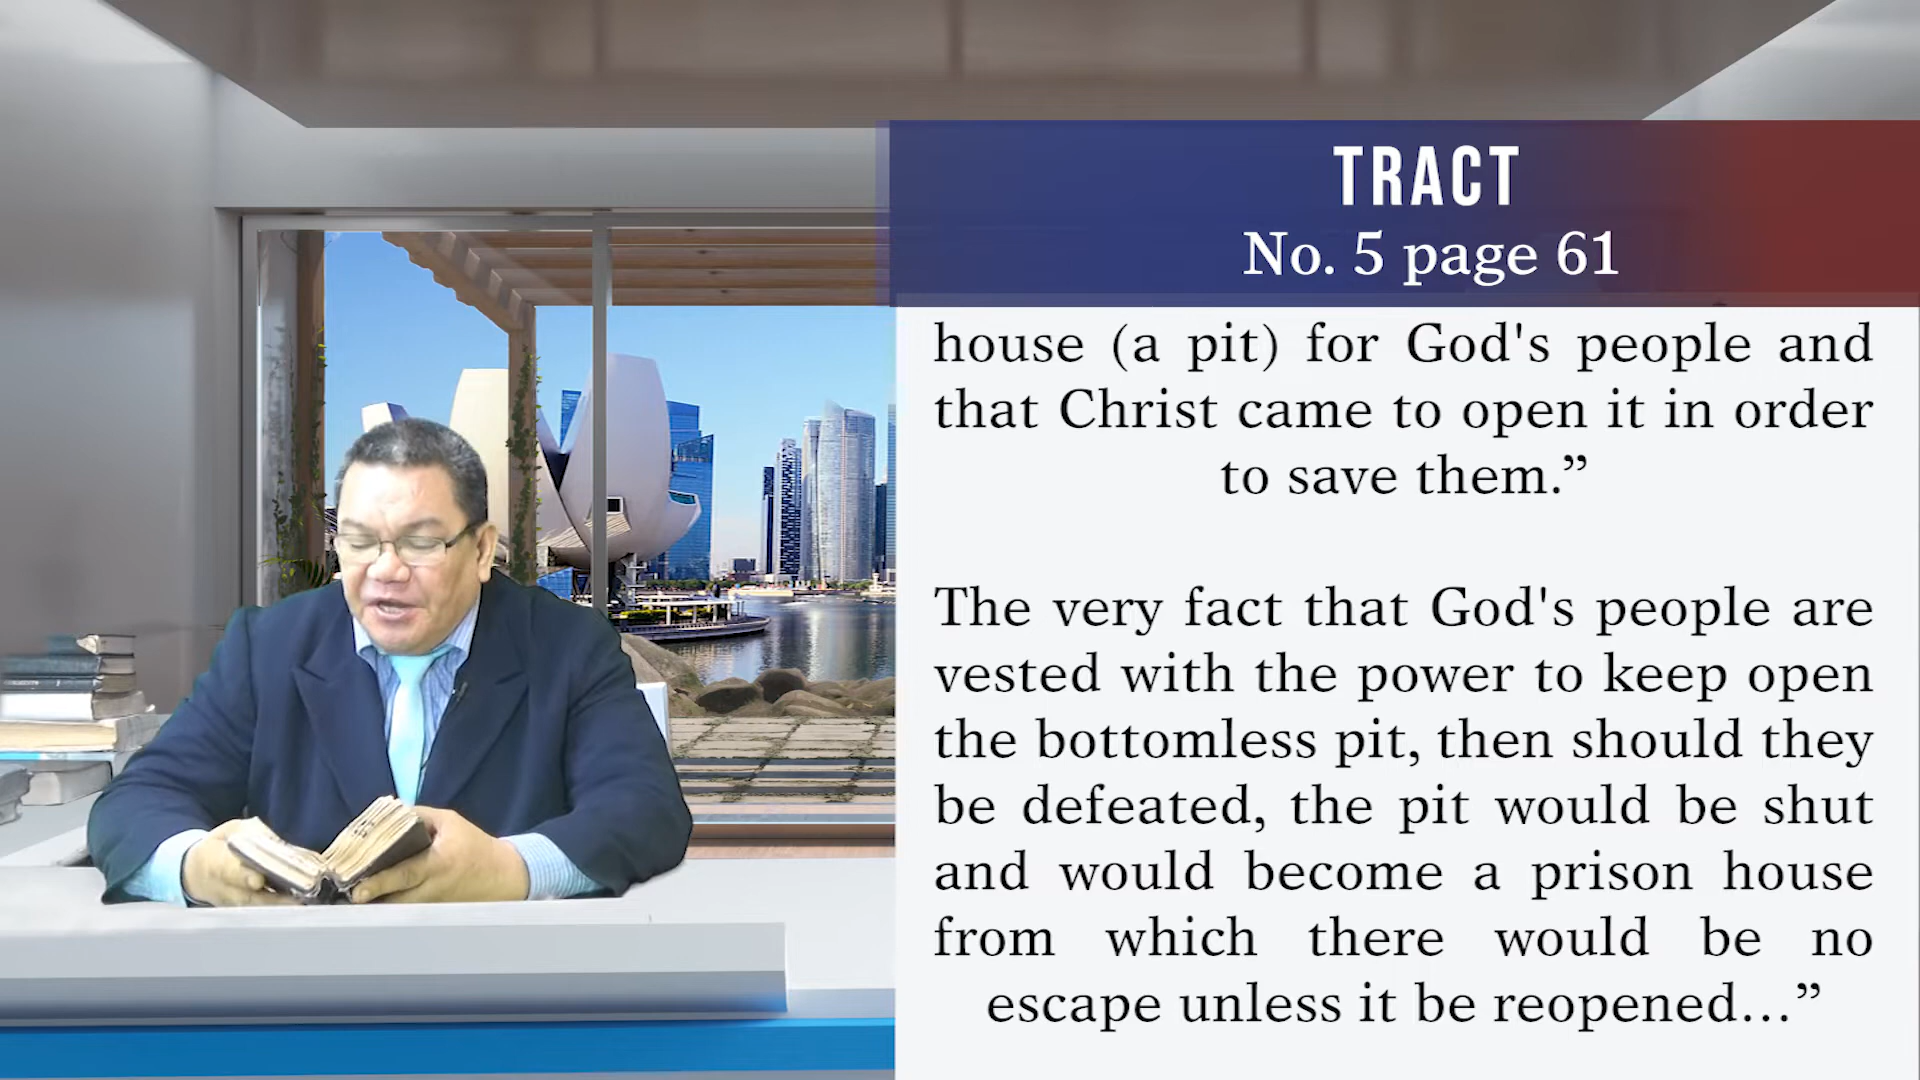 TRACT
No. 5 page 61
house (a pit) for God's people and
that Christ came to open it in order
to save them.”
The very fact that God's people are
vested with the power to keep open
the bottomless pit, then should they
be defeated, the pit would be shut
and would become a prison house
from which there would be no
escape unless it be reopened...”